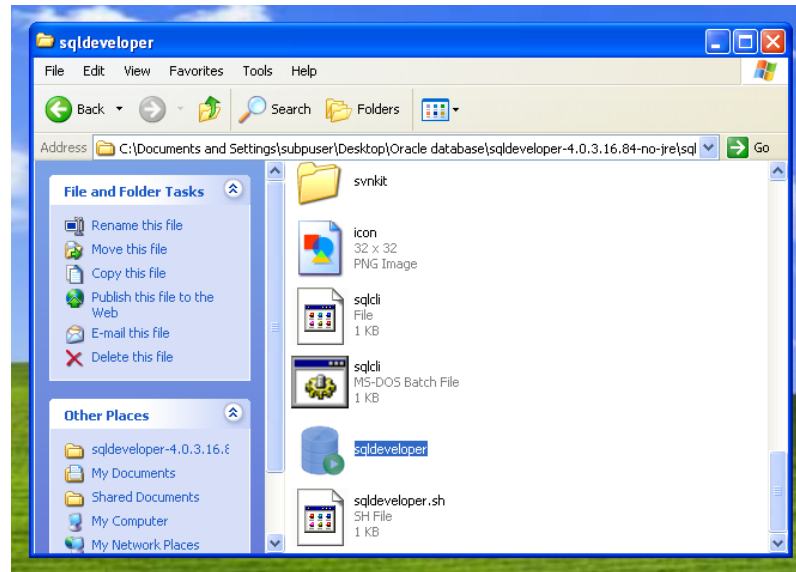 sqldeveloper
File Edit View Favorites Tools Help
Back Search Folders
Address C:\Documents and Settings\subpuser\Desktop\Oracle database\sqldeveloper-4.0.3.16.84-no-jre\sql Go
File and Folder Tasks
Rename this file
Move this file
Copy this file
Publish this file to the
Web
E-mail this file
Delete this file
Other Places
sqldeveloper-4.0.3.16.8
My Documents
Shared Documents
My Computer
My Network Places
svnkit
icon
32 x 32
PNG Image
sqlcli
File
1 KB
sqlcli
MS-DOS Batch File
1 KB
sqldeveloper
sqldeveloper.sh
SH File
1 KB